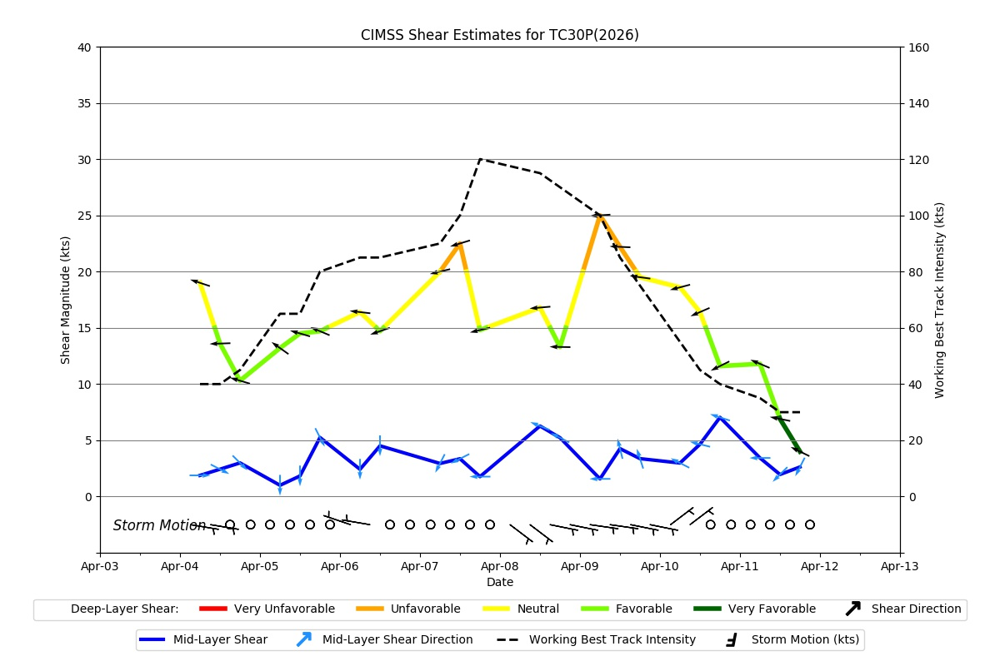 CIMSS Shear Estimates for TC30P(2026)
40
35
30
25
20
15
10
5
0
Shear Magnitude (kts)
160
140
120
100
80
60
40
20
0
Working Best Track Intensity (kts)
Storm Motion
Apr-03 Apr-04 Apr-05 Apr-06 Apr-07 Apr-08 Apr-09 Apr-10 Apr-11 Apr-12 Apr-13
Date
Deep-Layer Shear: Very Unfavorable Unfavorable Neutral Favorable Very Favorable Shear Direction
Mid-Layer Shear Mid-Layer Shear Direction Working Best Track Intensity Storm Motion (kts)